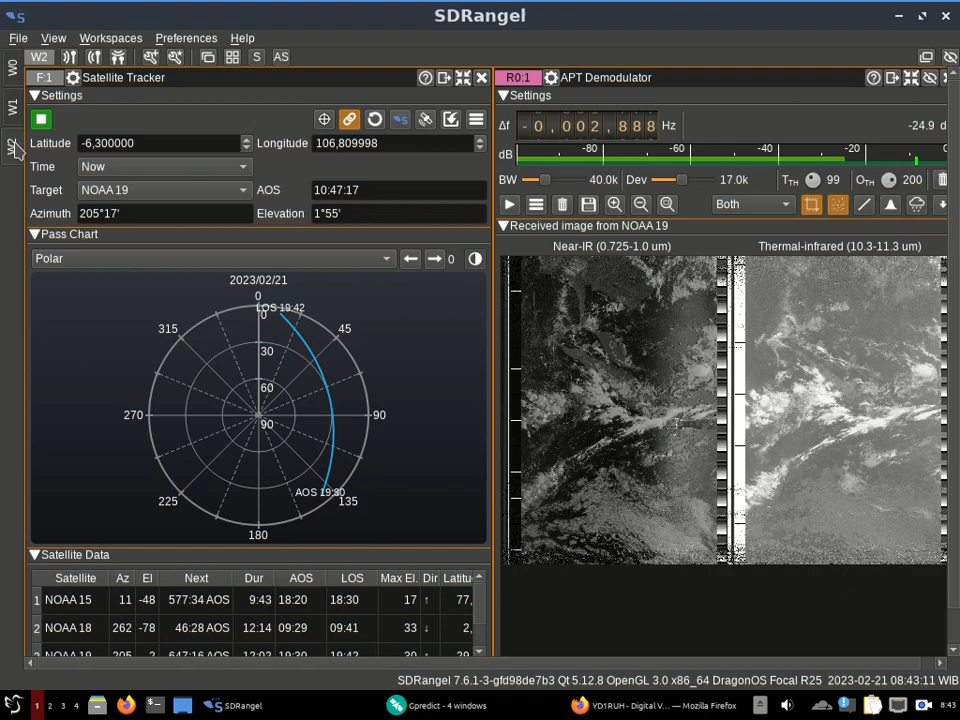 SDRangel
File View Workspaces Preferences Help
W2 S AS
W0
W1
W2
F:1 Satellite Tracker
Settings
Latitude -6,300000 Longitude 106,809998
Time Now
Target NOAA 19 AOS 10:47:17
Azimuth 205°17' Elevation 1°55'
Pass Chart
Polar 0
2023/02/21
0
LOS 19:42
0
315 45
30
60
270 90
90
AOS 19:30
225 135
180
Satellite Data
Satellite Az El Next Dur AOS LOS Max El. Dir Latitu
1 NOAA 15 11 -48 577:34 AOS 9:43 18:20 18:30 17 ↑ 77,
2 NOAA 18 262 -78 46:28 AOS 12:14 09:29 09:41 33 ↓ 2,
R0:1 APT Demodulator
Settings
Δf -0,002,888 Hz -24.9 d
dB -80 -60 -40 -20 0
BW 40.0k Dev 17.0k TTH 99 OTH 200
Both
Received image from NOAA 19
Near-IR (0.725-1.0 um) Thermal-infrared (10.3-11.3 um)
SDRangel 7.6.1-3-gfd98de7b3 Qt 5.12.8 OpenGL 3.0 x86_64 DragonOS Focal R25 2023-02-21 08:43:11 WIB
1 2 3 4 SDRangel Gpredict - 4 windows YD1RUH - Digital V... — Mozilla Firefox 8:43